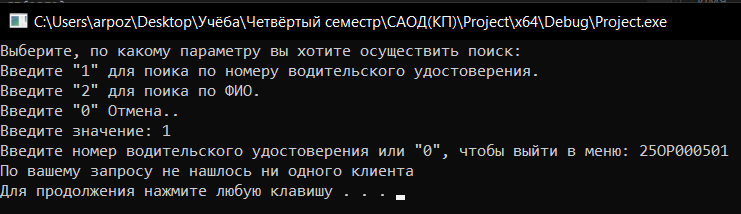 C:\Users\arpoz\Desktop\Учёба\Четвёртый семестр\САОД(КП)\Project\x64\Debug\Project.exe
Выберите, по какому параметру вы хотите осуществить поиск:
Введите "1" для поика по номеру водительского удостоверения.
Введите "2" для поика по ФИО.
Введите "0" Отмена..
Введите значение: 1
Введите номер водительского удостоверения или "0", чтобы выйти в меню: 25ОР000501
По вашему запросу не нашлось ни одного клиента
Для продолжения нажмите любую клавишу . . .